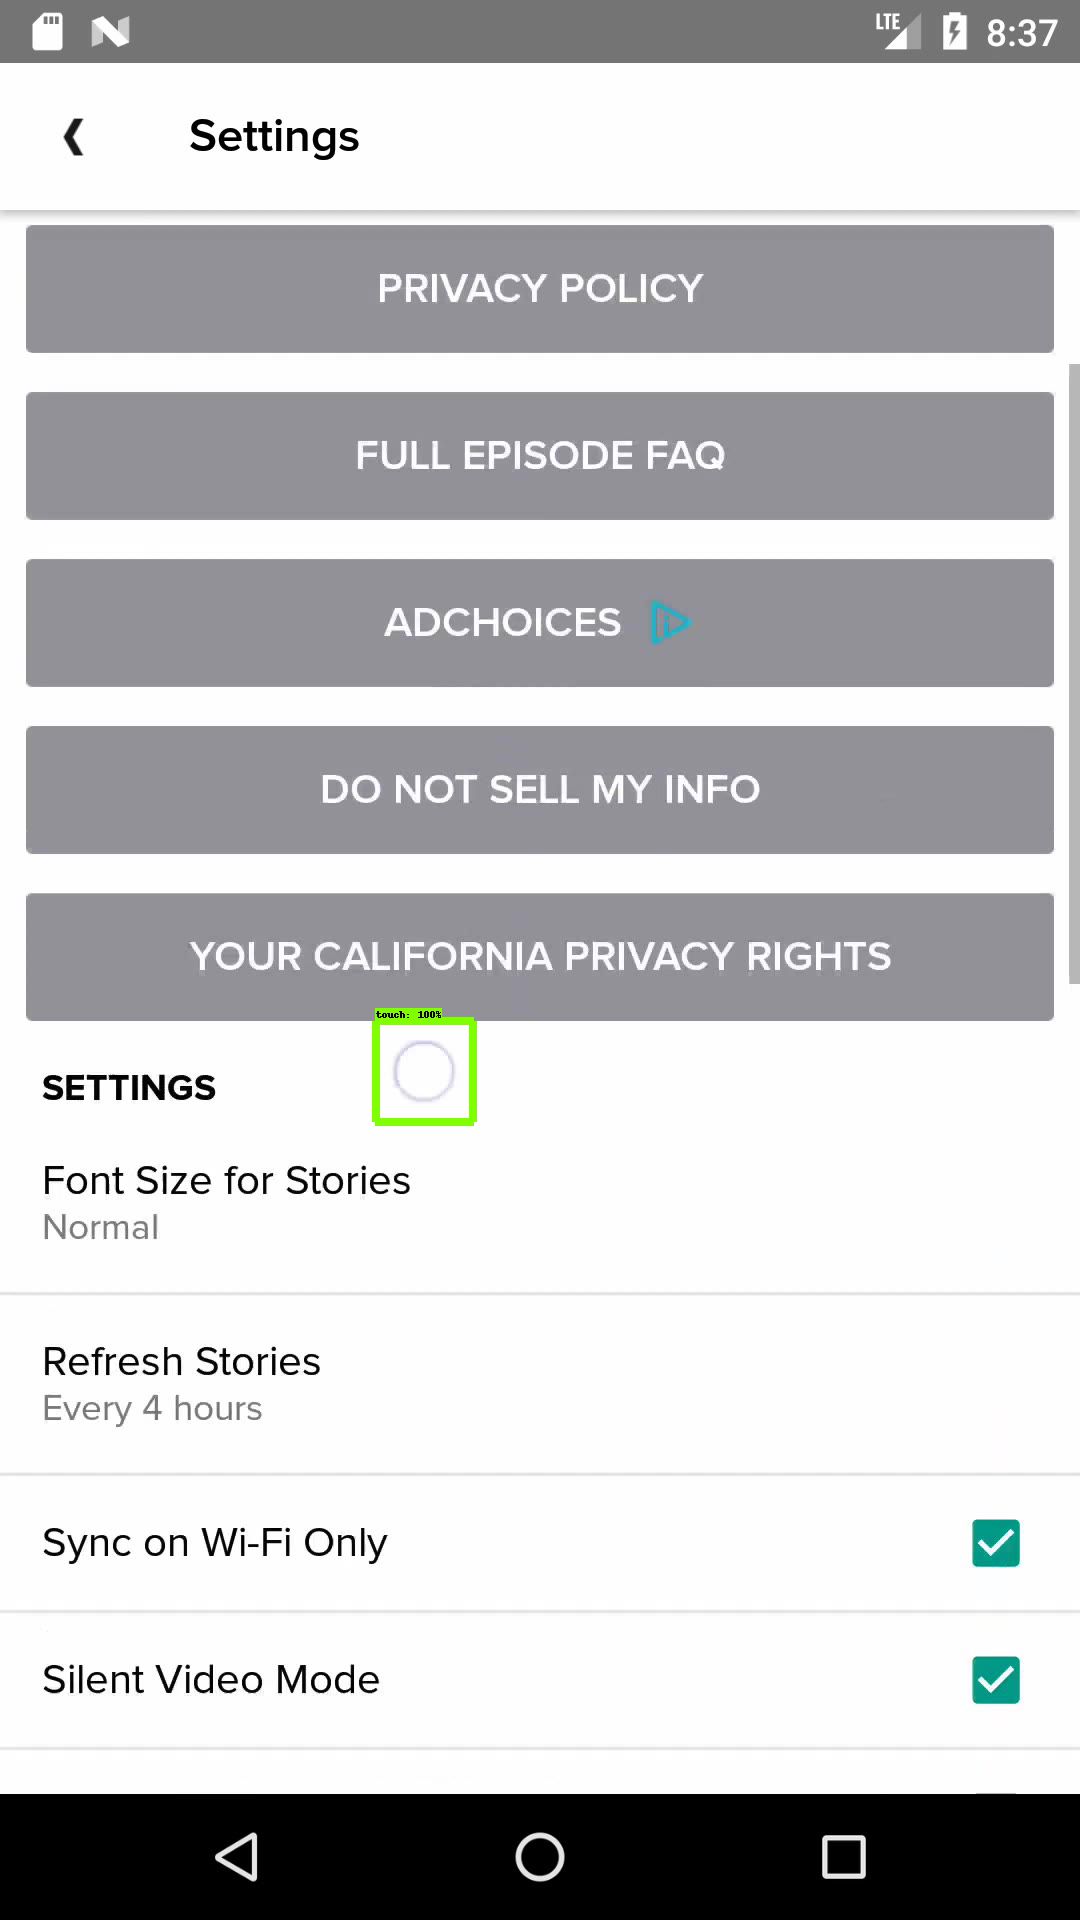 LTE 8:37
Settings
PRIVACY POLICY
FULL EPISODE FAQ
ADCHOICES
DO NOT SELL MY INFO
YOUR CALIFORNIA PRIVACY RIGHTS
touch: 100%
SETTINGS
Font Size for Stories
Normal
Refresh Stories
Every 4 hours
Sync on Wi-Fi Only
Silent Video Mode